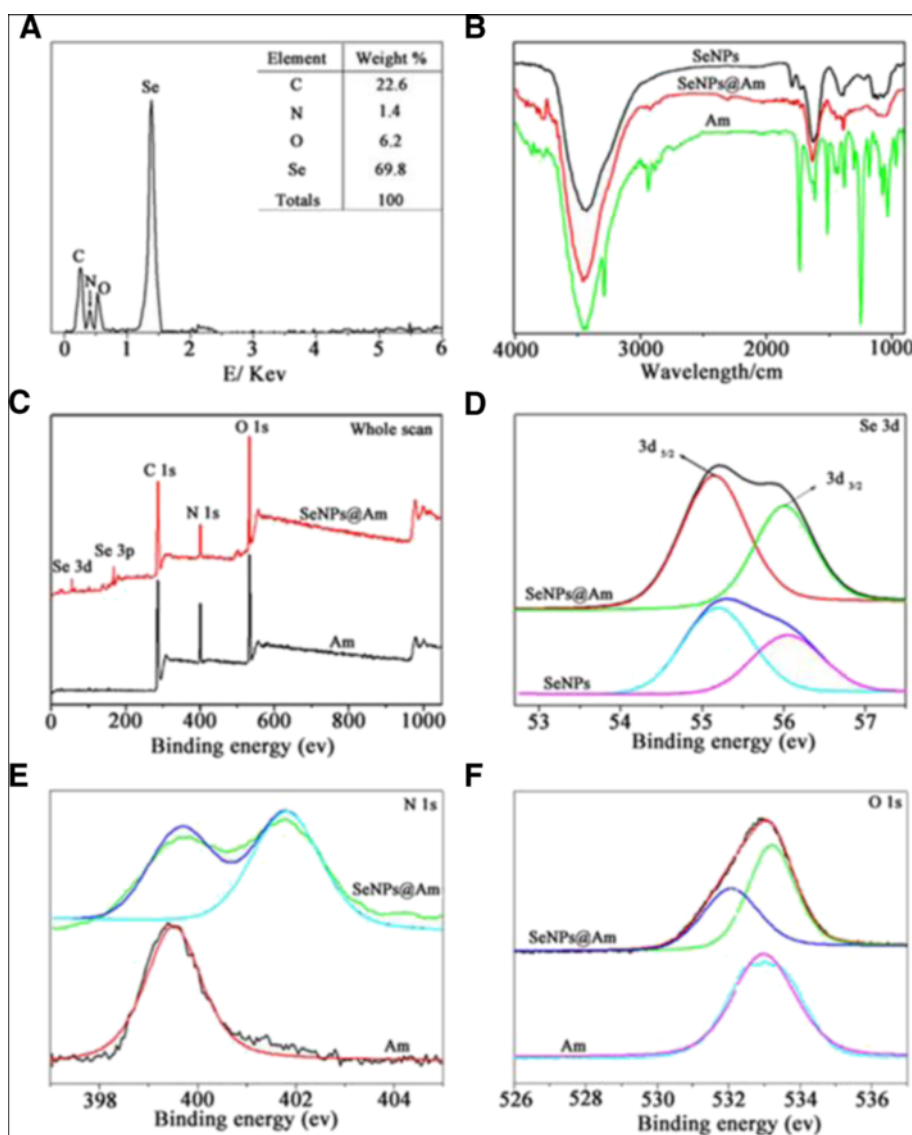 A
Element Weight %
C 22.6
N 1.4
O 6.2
Se 69.8
Totals 100
Se
C
N
O
0 1 2 3 4 5 6
E/ Kev
B
SeNPs
SeNPs@Am
Am
4000 3000 2000 1000
Wavelength/cm
C
Whole scan
O 1s
C 1s
N 1s
SeNPs@Am
Se 3p
Se 3d
Am
0 200 400 600 800 1000
Binding energy (ev)
D
Se 3d
3d 5/2
3d 3/2
SeNPs@Am
SeNPs
53 54 55 56 57
Binding energy (ev)
E
N 1s
SeNPs@Am
Am
398 400 402 404
Binding energy (ev)
F
O 1s
SeNPs@Am
Am
526 528 530 532 533 534 536
Binding energy (ev)